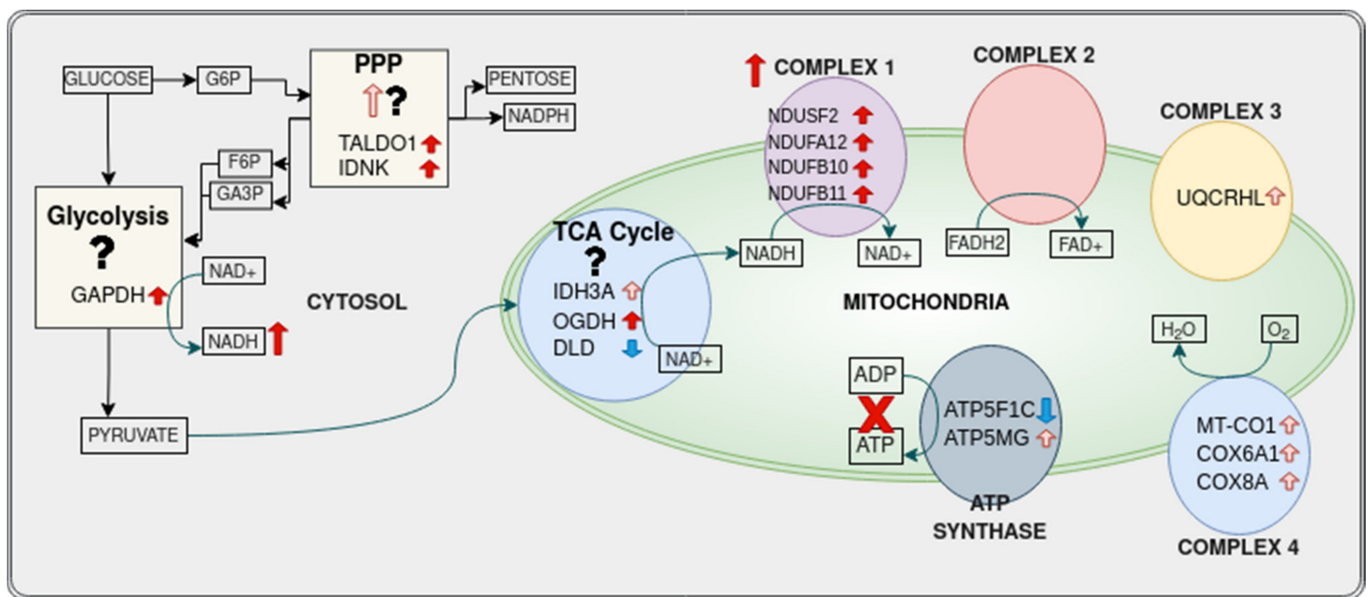 GLUCOSE
G6P
PPP
?
TALDO1
IDNK
PENTOSE
NADPH
F6P
GA3P
Glycolysis
?
GAPDH
NAD+
NADH
PYRUVATE
CYTOSOL
TCA Cycle
?
IDH3A
OGDH
DLD
NAD+
COMPLEX 1
NDUSF2
NDUFA12
NDUFB10
NDUFB11
NADH
NAD+
COMPLEX 2
FADH2
FAD+
COMPLEX 3
UQCRHL
MITOCHONDRIA
ADP
X
ATP
ATP5F1C
ATP5MG
ATP
SYNTHASE
H₂O
O₂
MT-CO1
COX6A1
COX8A
COMPLEX 4